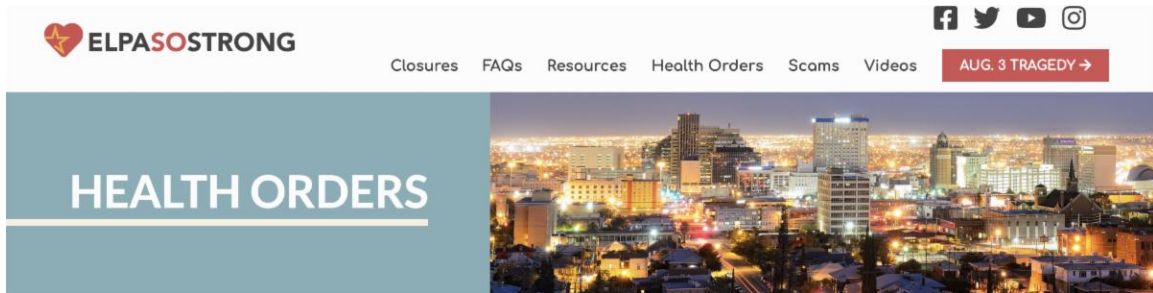 ELPASOSTRONG
Closures FAQs Resources Health Orders Scams Videos AUG. 3 TRAGEDY →
HEALTH ORDERS